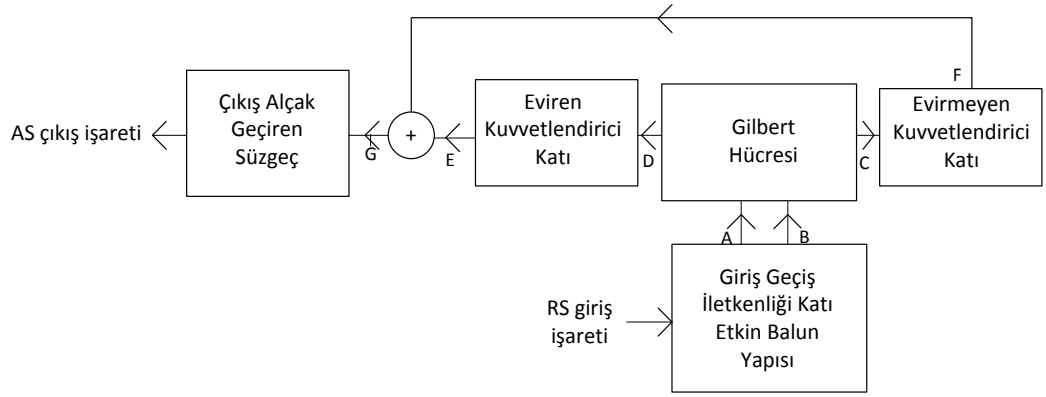 F
Çıkış Alçak
Geçiren
Süzgeç
Eviren
Kuvvetlendirici
Katı
Gilbert
Hücresi
Evirmeyen
Kuvvetlendirici
Katı
AS çıkış işareti
+
G
E
D
C
A
B
Giriş Geçiş
İletkenliği Katı
Etkin Balun
Yapısı
RS giriş
işareti